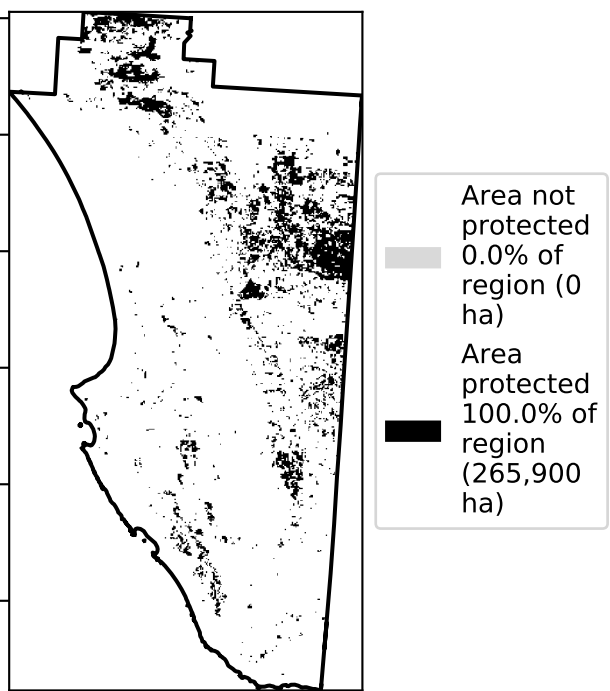 Area not
protected
0.0% of
region (0
ha)
Area
protected
100.0% of
region
(265,900
ha)